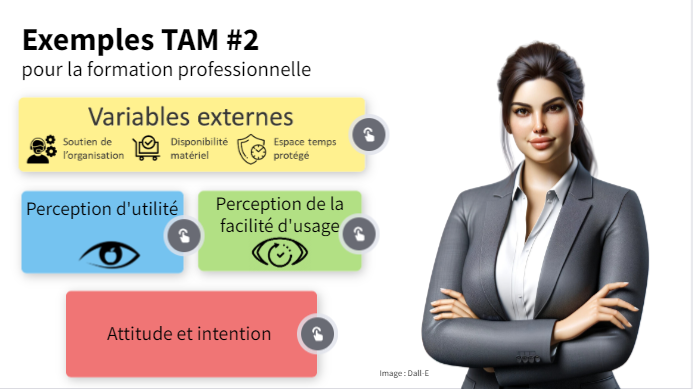 Exemples TAM #2
pour la formation professionnelle
Variables externes
Soutien de
l'organisation
Disponibilité
matériel
Espace temps
protégé
Perception d'utilité
Perception de la
facilité d'usage
Attitude et intention
Image : Dall-E